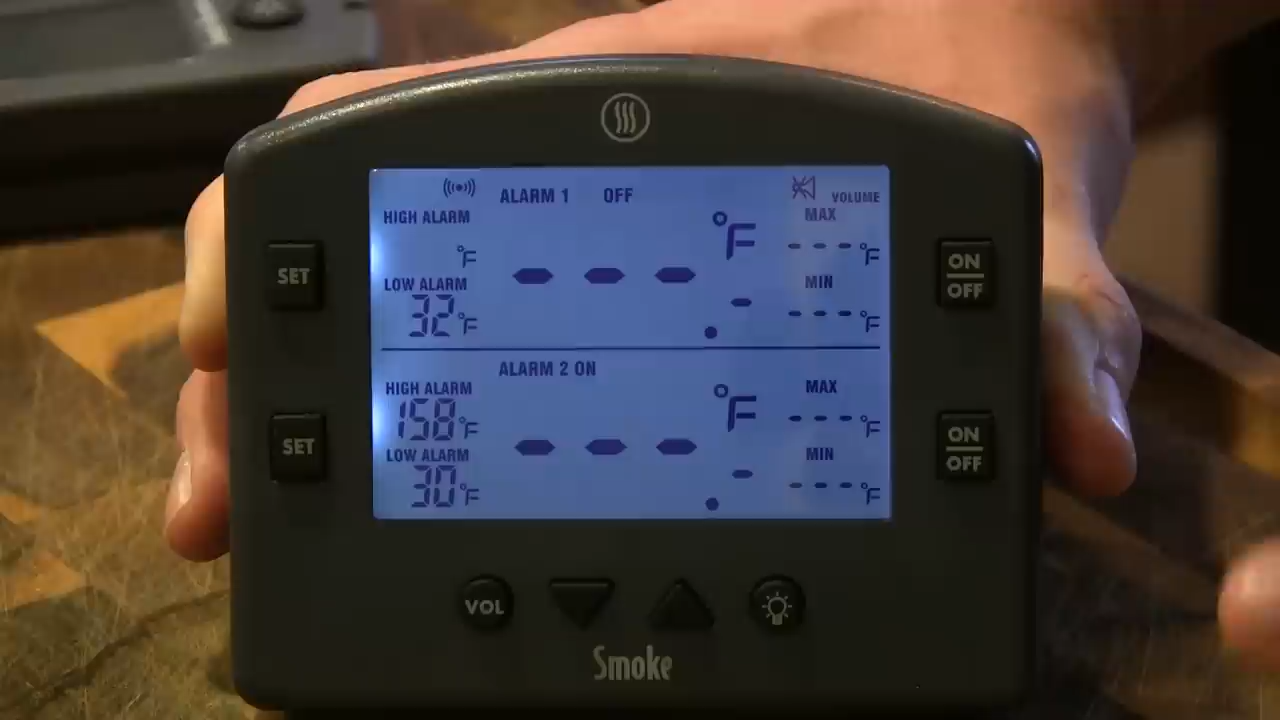 ALARM 1 OFF
VOLUME
HIGH ALARM
°F
MAX
---°F
SET
---.-°F
ON
OFF
LOW ALARM
32°F
MIN
---°F
ALARM 2 ON
HIGH ALARM
158°F
MAX
---°F
SET
---.-°F
ON
OFF
LOW ALARM
30°F
MIN
---°F
VOL
Smoke